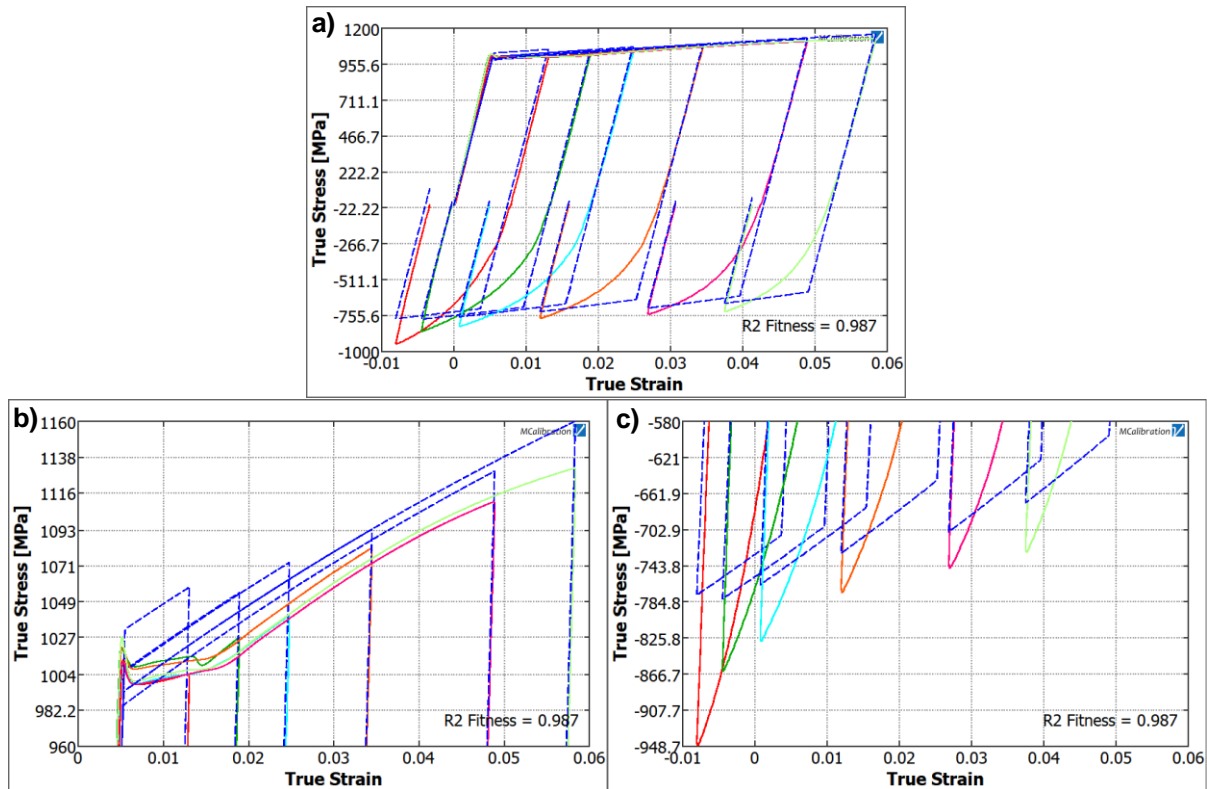 a)
1200
MCalibration
955.6
711.1
466.7
222.2
-22.22
-266.7
-511.1
-755.6
-1000
True Stress [MPa]
R2 Fitness = 0.987
-0.01 0 0.01 0.02 0.03 0.04 0.05 0.06
True Strain
b)
1160
MCalibration
1138
1116
1093
1071
1049
1027
1004
982.2
960
True Stress [MPa]
R2 Fitness = 0.987
0 0.01 0.02 0.03 0.04 0.05 0.06
True Strain
c)
-580
MCalibration
-621
-661.9
-702.9
-743.8
-784.8
-825.8
-866.7
-907.7
-948.7
True Stress [MPa]
R2 Fitness = 0.987
-0.01 0 0.01 0.02 0.03 0.04 0.05 0.06
True Strain